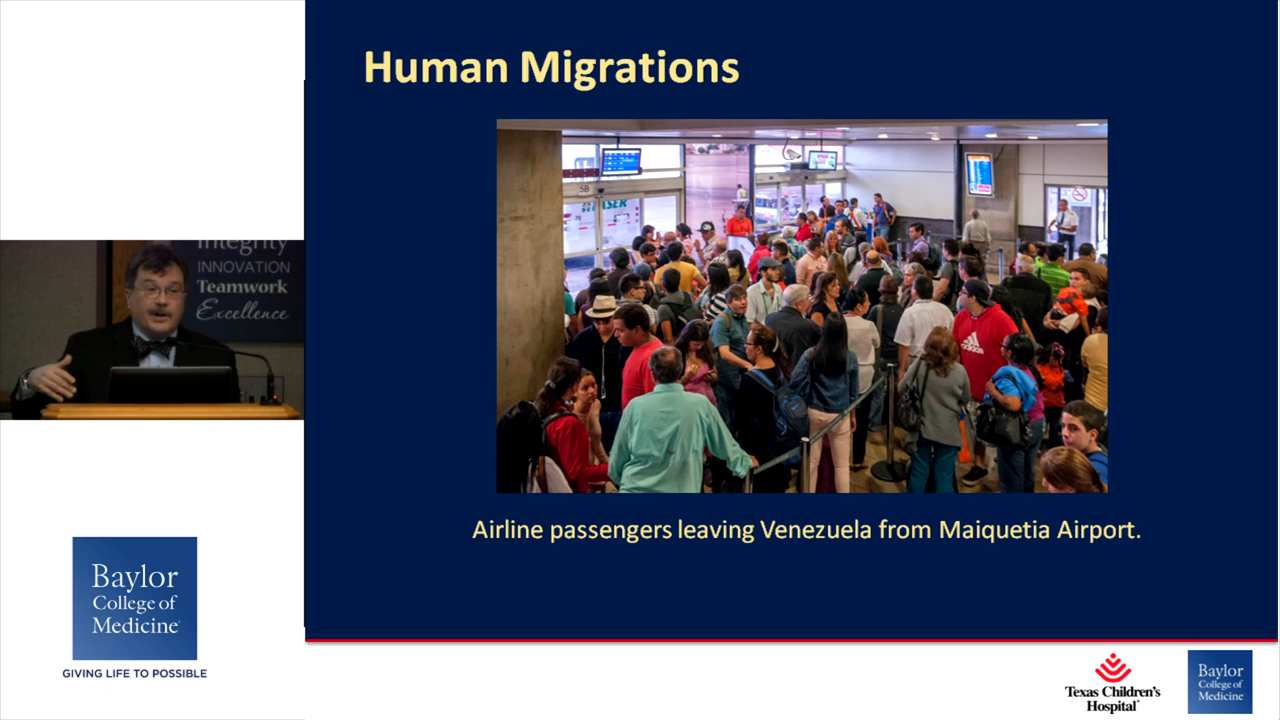 Human Migrations
5B
Integrity
INNOVATION
Teamwork
Excellence
Airline passengers leaving Venezuela from Maiquetia Airport.
Baylor
College of
Medicine
GIVING LIFE TO POSSIBLE
Texas Children's
Hospital
Baylor
College of
Medicine